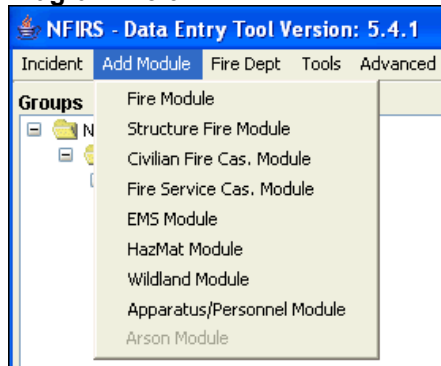 NFIRS - Data Entry Tool Version: 5.4.1
Incident Add Module Fire Dept Tools Advanced
Groups
N
Fire Module
Structure Fire Module
Civilian Fire Cas. Module
Fire Service Cas. Module
EMS Module
HazMat Module
Wildland Module
Apparatus/Personnel Module
Arson Module